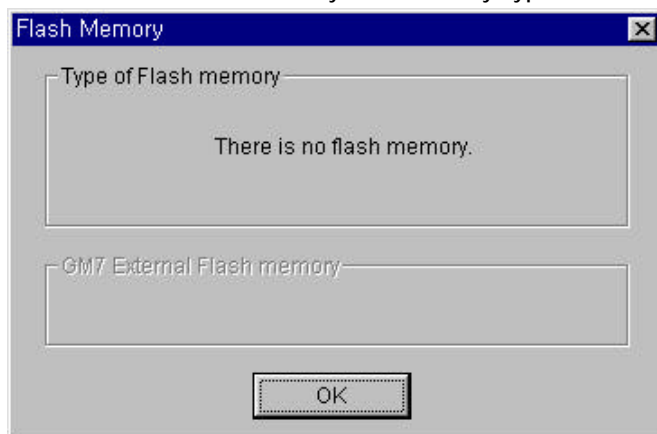 Flash Memory
Type of Flash memory
There is no flash memory.
GM7 External Flash memory
OK